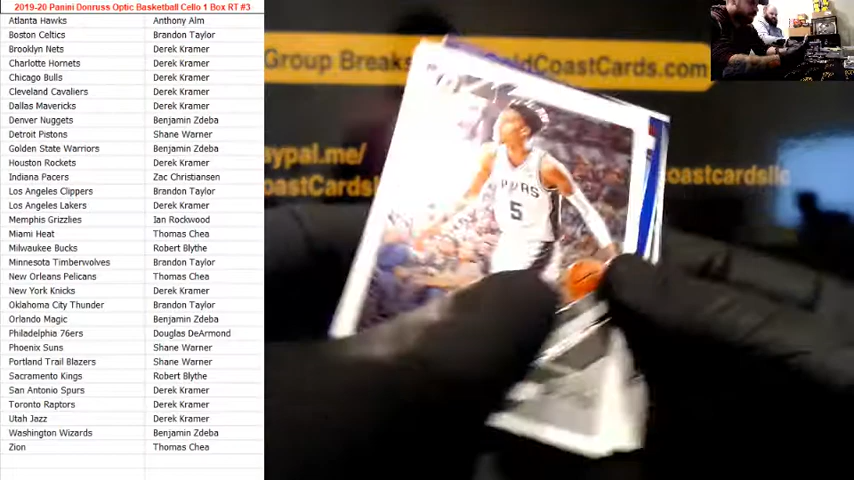 2019-20 Panini Donruss Optic Basketball Cello 1 Box RT #3
Atlanta Hawks Anthony Alm
Boston Celtics Brandon Taylor
Brooklyn Nets Derek Kramer
Charlotte Hornets Derek Kramer
Chicago Bulls Derek Kramer
Cleveland Cavaliers Derek Kramer
Dallas Mavericks Derek Kramer
Denver Nuggets Benjamin Zdeba
Detroit Pistons Shane Warner
Golden State Warriors Benjamin Zdeba
Houston Rockets Derek Kramer
Indiana Pacers Zac Christiansen
Los Angeles Clippers Brandon Taylor
Los Angeles Lakers Derek Kramer
Memphis Grizzlies Ian Rockwood
Miami Heat Thomas Chea
Milwaukee Bucks Robert Blythe
Minnesota Timberwolves Brandon Taylor
New Orleans Pelicans Thomas Chea
New York Knicks Derek Kramer
Oklahoma City Thunder Brandon Taylor
Orlando Magic Benjamin Zdeba
Philadelphia 76ers Douglas DeArmond
Phoenix Suns Shane Warner
Portland Trail Blazers Shane Warner
Sacramento Kings Robert Blythe
San Antonio Spurs Derek Kramer
Toronto Raptors Derek Kramer
Utah Jazz Derek Kramer
Washington Wizards Benjamin Zdeba
Zion Thomas Chea
Group Breaks GoldCoastCards.com
aypal.me/
oastCards oastcardsllc
SPURS
5